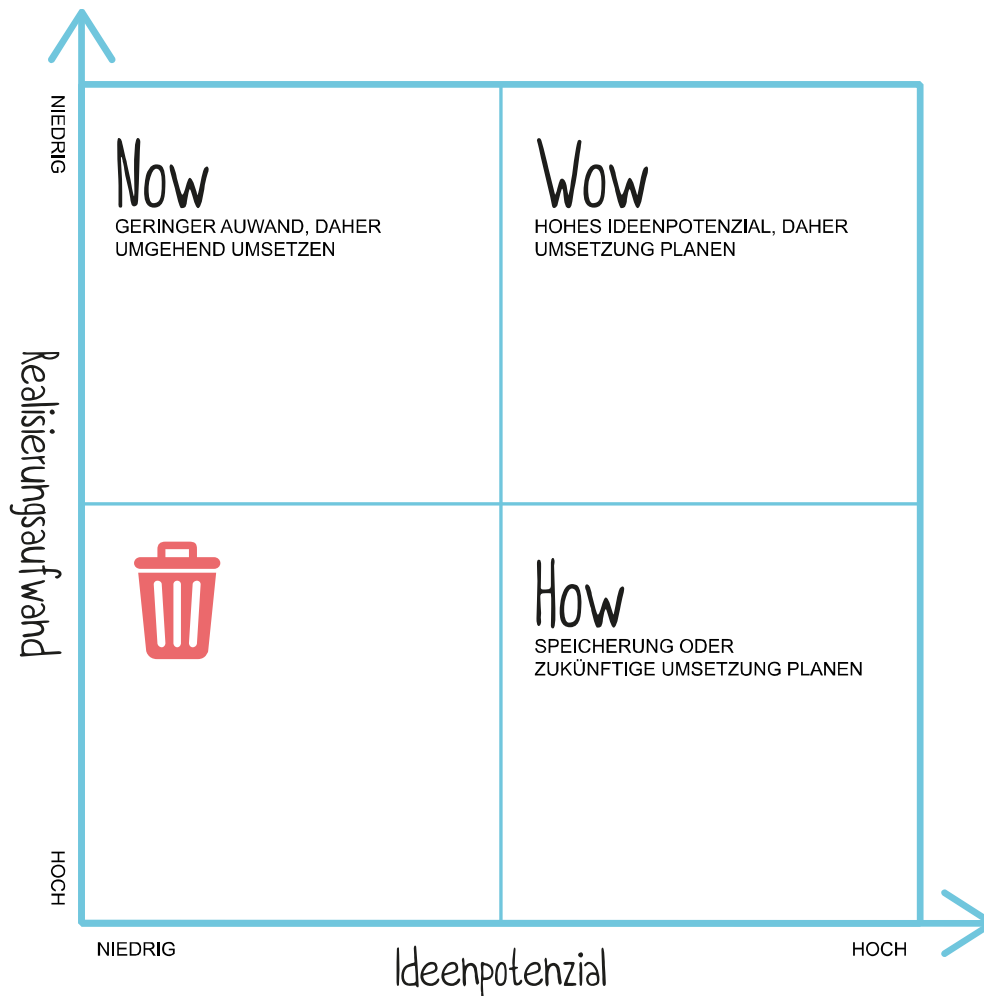 NIEDRIG
Now
GERINGER AUWAND, DAHER
UMGEHEND UMSETZEN
Wow
HOHES IDEENPOTENZIAL, DAHER
UMSETZUNG PLANEN
Realisierungsaufwand
How
SPEICHERUNG ODER
ZUKÜNFTIGE UMSETZUNG PLANEN
HOCH
NIEDRIG
Ideenpotenzial
HOCH